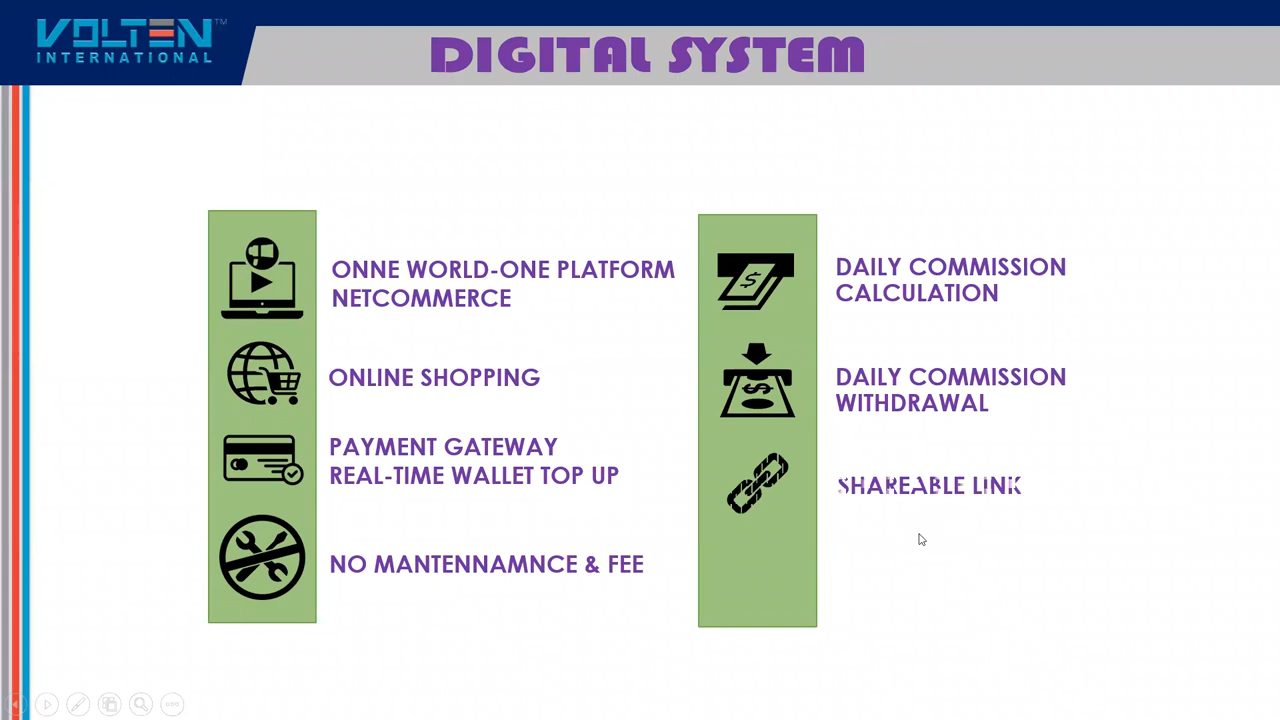 VOLTEN™
INTERNATIONAL
DIGITAL SYSTEM
ONNE WORLD-ONE PLATFORM
NETCOMMERCE
ONLINE SHOPPING
PAYMENT GATEWAY
REAL-TIME WALLET TOP UP
NO MANTENNAMNCE & FEE
DAILY COMMISSION
CALCULATION
DAILY COMMISSION
WITHDRAWAL
SHAREABLE LINK